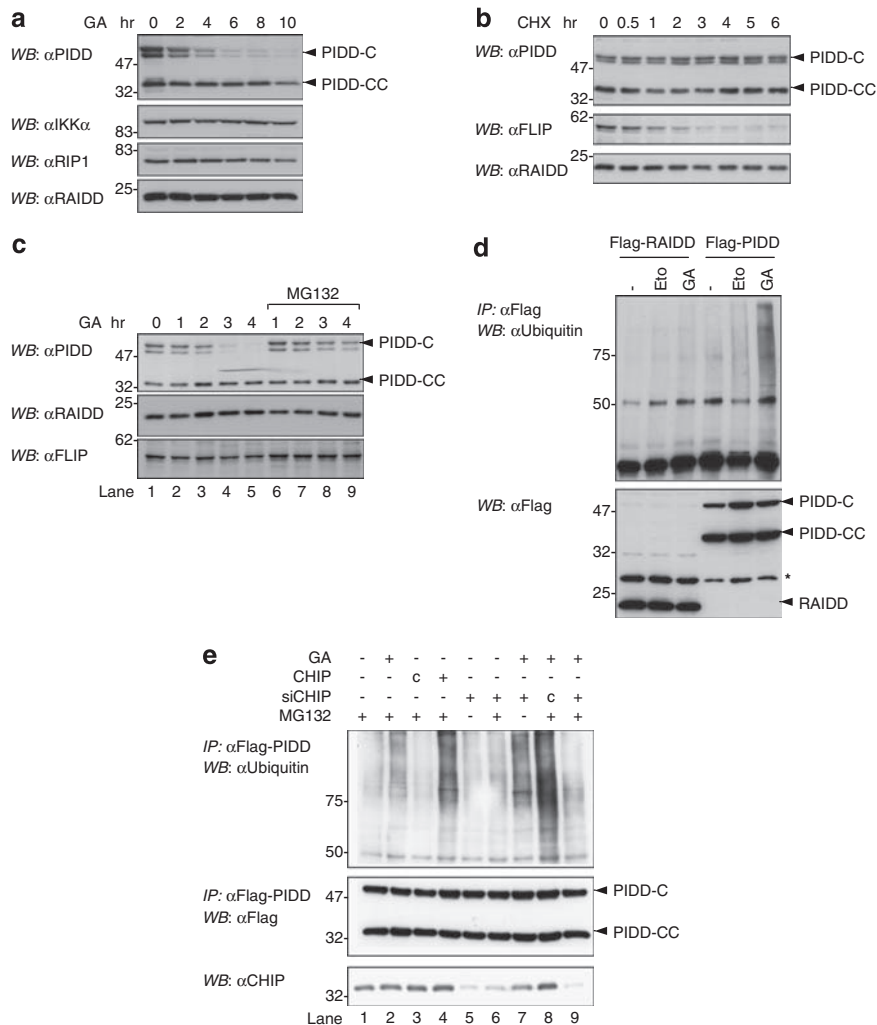 a
GA hr 0 2 4 6 8 10
WB: αPIDD
PIDD-C
47
PIDD-CC
32
WB: αIKKα
83
83
WB: αRIP1
25
WB: αRAIDD
b
CHX hr 0 0.5 1 2 3 4 5 6
WB: αPIDD
PIDD-C
47
PIDD-CC
32
62
WB: αFLIP
25
WB: αRAIDD
c
MG132
GA hr 0 1 2 3 4 1 2 3 4
WB: αPIDD
PIDD-C
47
PIDD-CC
32
25
WB: αRAIDD
62
WB: αFLIP
Lane 1 2 3 4 5 6 7 8 9
d
Flag-RAIDD Flag-PIDD
- Eto GA - Eto GA
IP: αFlag
WB: αUbiquitin
75
50
WB: αFlag
PIDD-C
47
PIDD-CC
32
*
25
RAIDD
e
GA - + - - - - + + +
CHIP - - c + - - - - -
siCHIP - - - - + + + c +
MG132 + + + + - + - + +
IP: αFlag-PIDD
WB: αUbiquitin
75
50
IP: αFlag-PIDD
PIDD-C
47
WB: αFlag
PIDD-CC
32
WB: αCHIP
32
Lane 1 2 3 4 5 6 7 8 9